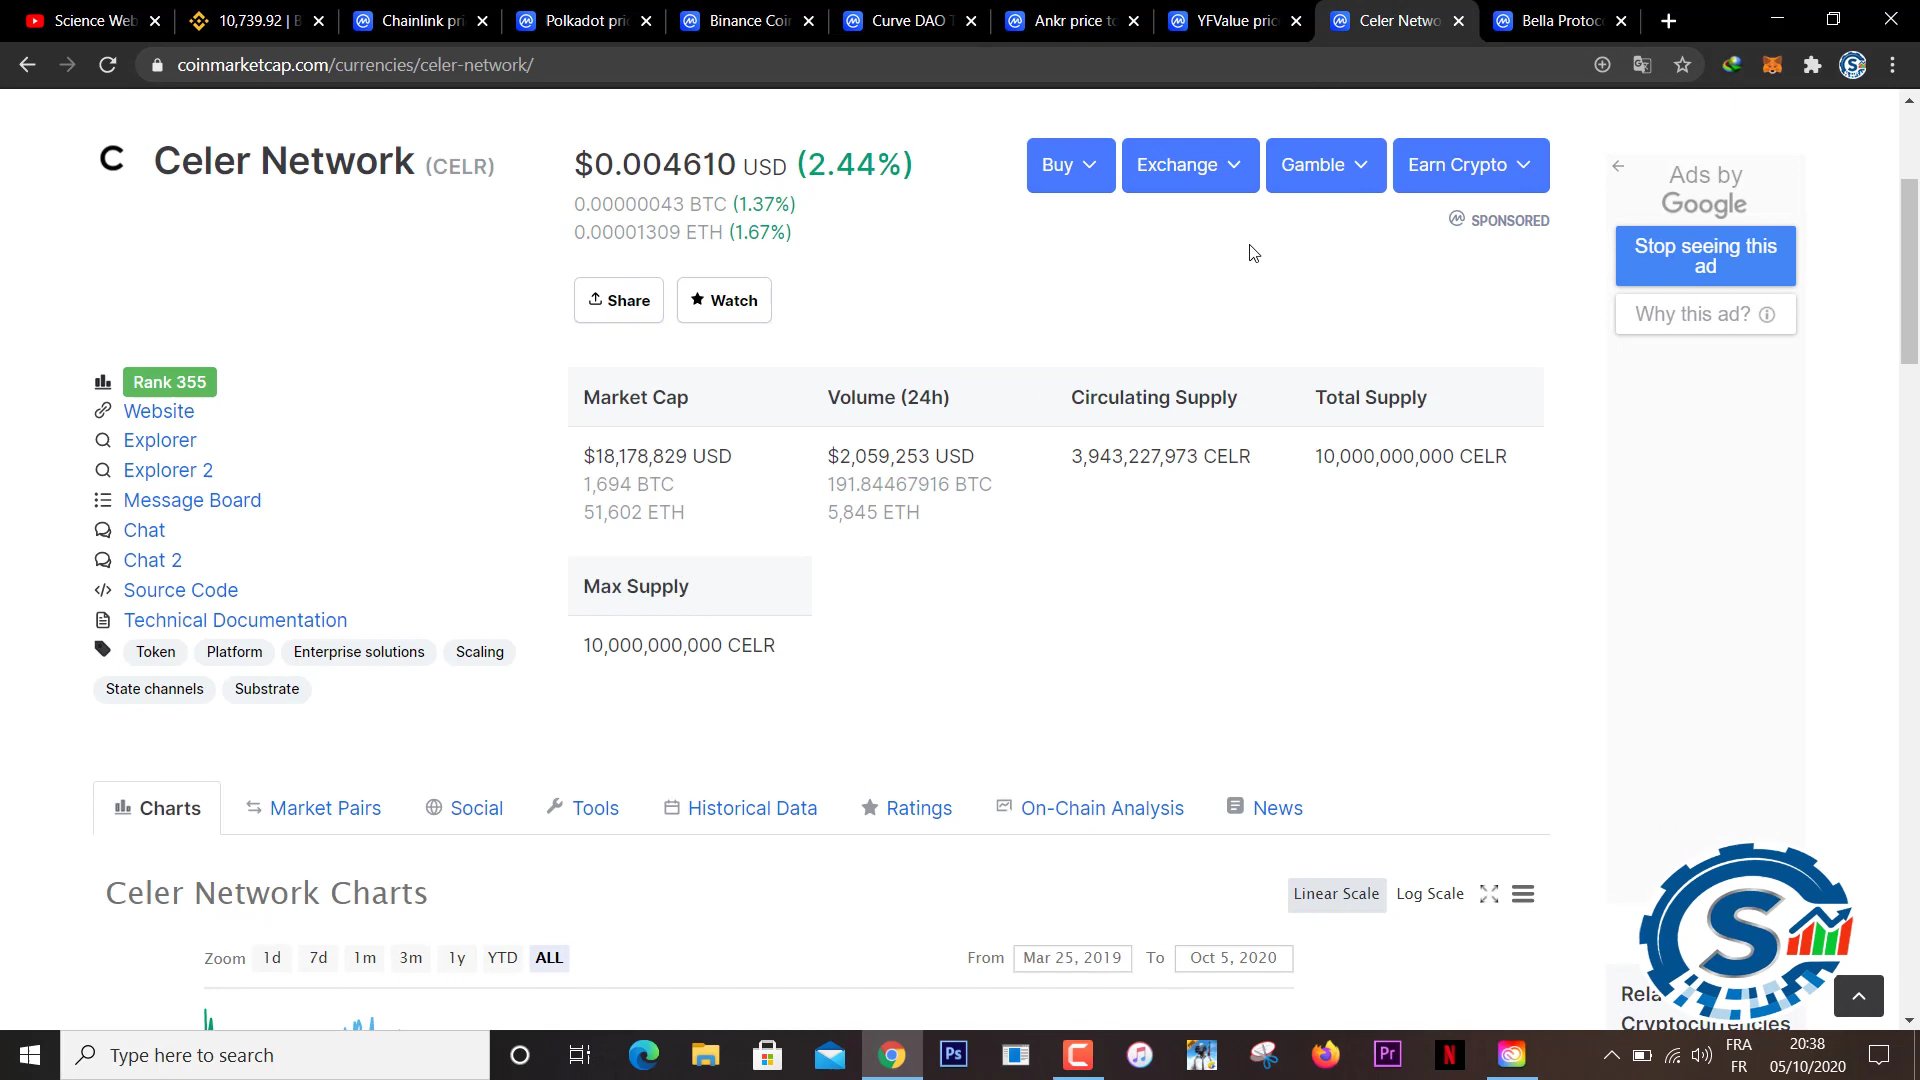 Science Web
10,739.92 | B
Chainlink pri
Polkadot pri
Binance Coin
Curve DAO T
Ankr price to
YFValue pric
Celer Netwo
Bella Protoc
coinmarketcap.com/currencies/celer-network/
Celer Network (CELR)
$0.004610 USD (2.44%)
0.00000043 BTC (1.37%)
0.00001309 ETH (1.67%)
Buy
Exchange
Gamble
Earn Crypto
SPONSORED
Share
Watch
Ads by
Google
Stop seeing this
ad
Why this ad?
Rank 355
Website
Explorer
Explorer 2
Message Board
Chat
Chat 2
Source Code
Technical Documentation
Token Platform Enterprise solutions Scaling
State channels Substrate
Market Cap Volume (24h) Circulating Supply Total Supply
$18,178,829 USD $2,059,253 USD 3,943,227,973 CELR 10,000,000,000 CELR
1,694 BTC 191.84467916 BTC
51,602 ETH 5,845 ETH
Max Supply
10,000,000,000 CELR
Charts Market Pairs Social Tools Historical Data Ratings On-Chain Analysis News
Celer Network Charts
Linear Scale Log Scale
Zoom 1d 7d 1m 3m 1y YTD ALL
From Mar 25, 2019 To Oct 5, 2020
S
Rela
Cryptocurrencies
Type here to search
Ps
Pr
N
FRA
FR
20:38
05/10/2020